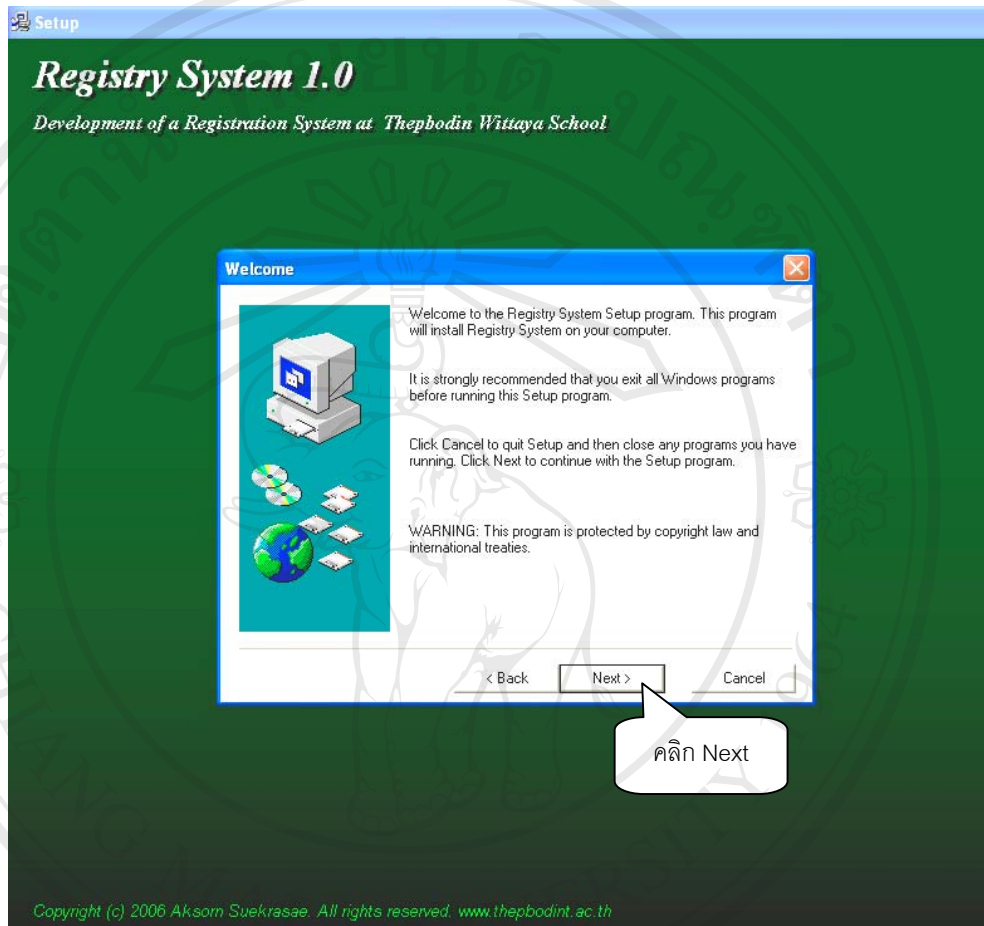 Setup
Registry System 1.0
Development of a Registration System at Thepbodin Wittaya School
Welcome
Welcome to the Registry System Setup program. This program
will install Registry System on your computer.
It is strongly recommended that you exit all Windows programs
before running this Setup program.
Click Cancel to quit Setup and then close any programs you have
running. Click Next to continue with the Setup program.
WARNING: This program is protected by copyright law and
international treaties.
< Back Next > Cancel
คลิก Next
Copyright (c) 2006 Aksorn Suekrasae. All rights reserved. www.thepbodint.ac.th